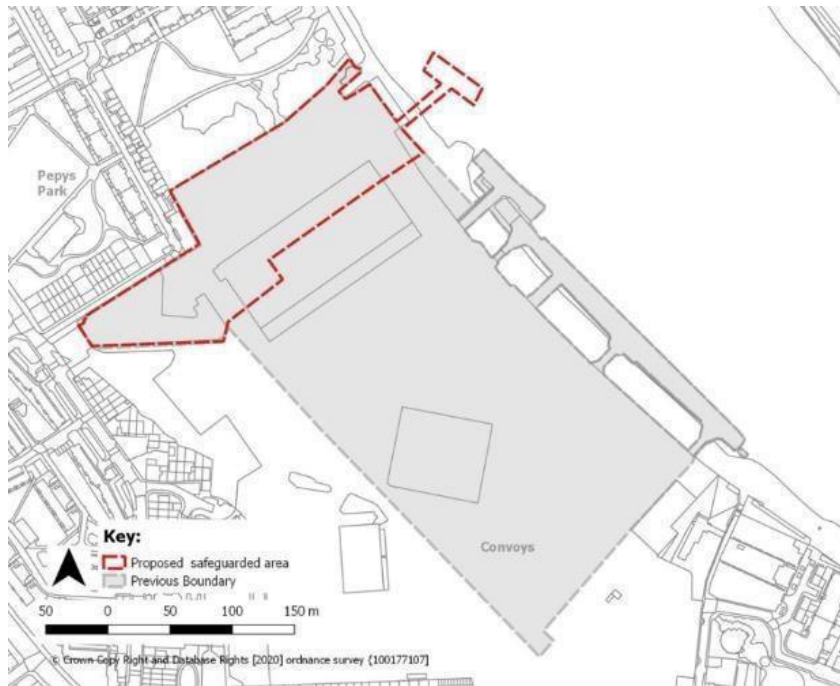 Pepys
Park
Convoys
Key:
Proposed safeguarded area
Previous Boundary
50 0 50 100 150 m
© Crown Copy Right and Database Rights [2020] ordnance survey (100177107)